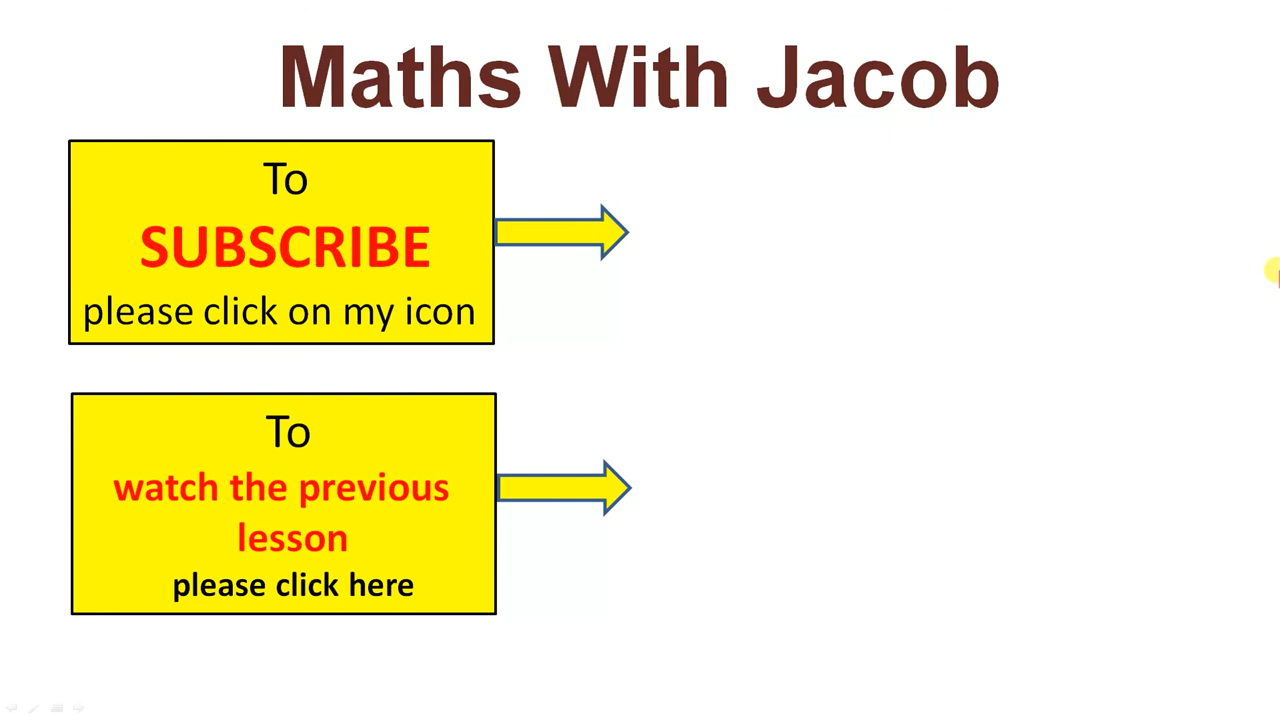 Maths With Jacob
To
SUBSCRIBE
please click on my icon
To
watch the previous
lesson
please click here